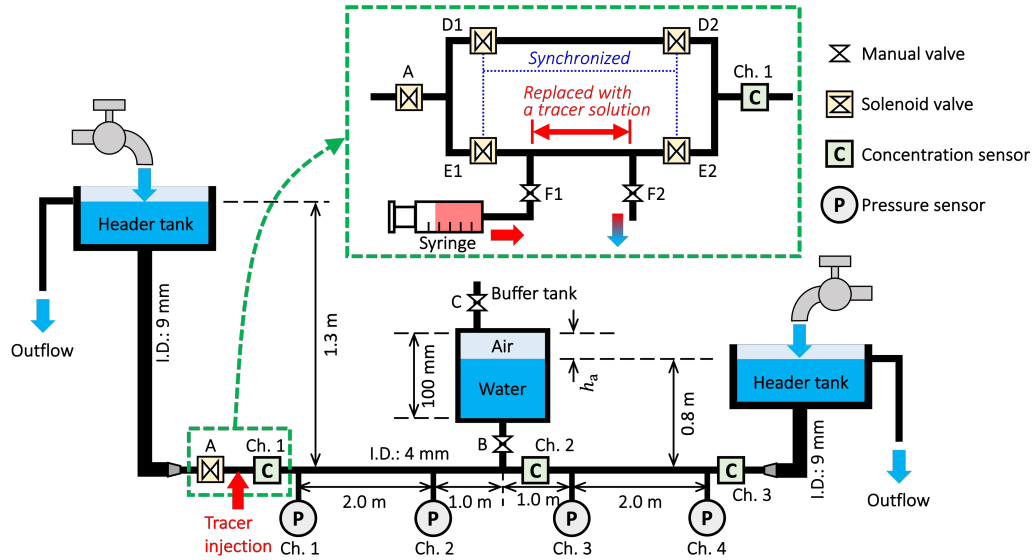 D1
D2
Synchronized
A
Ch. 1
C
Replaced with
a tracer solution
E1
E2
F1
F2
Syringe
Manual valve
Solenoid valve
C
Concentration sensor
P
Pressure sensor
Header tank
Outflow
I.D.: 9 mm
1.3 m
C
Buffer tank
Air
Water
100 mm
hₐ
0.8 m
Header tank
Outflow
I.D.: 9 mm
A
Ch. 1
C
I.D.: 4 mm
B
Ch. 2
C
C
Ch. 3
2.0 m
1.0 m
1.0 m
2.0 m
Tracer
injection
P
Ch. 1
P
Ch. 2
P
Ch. 3
P
Ch. 4